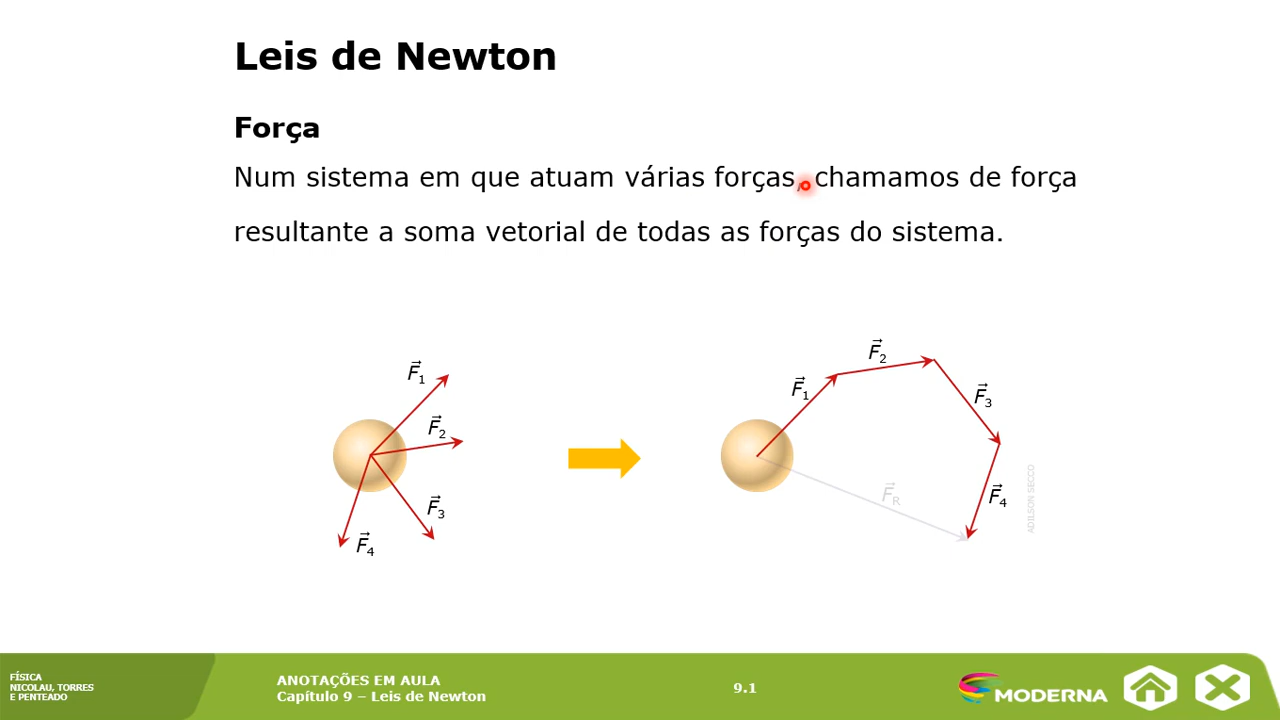 Leis de Newton
Força
Num sistema em que atuam várias forças, chamamos de força
resultante a soma vetorial de todas as forças do sistema.
F⃗1
F⃗2
F⃗3
F⃗4
F⃗1
F⃗2
F⃗3
F⃗4
F⃗R
ADILSON SECCO
FÍSICA
NICOLAU, TORRES
E PENTEADO
ANOTAÇÕES EM AULA
Capítulo 9 – Leis de Newton
9.1
MODERNA